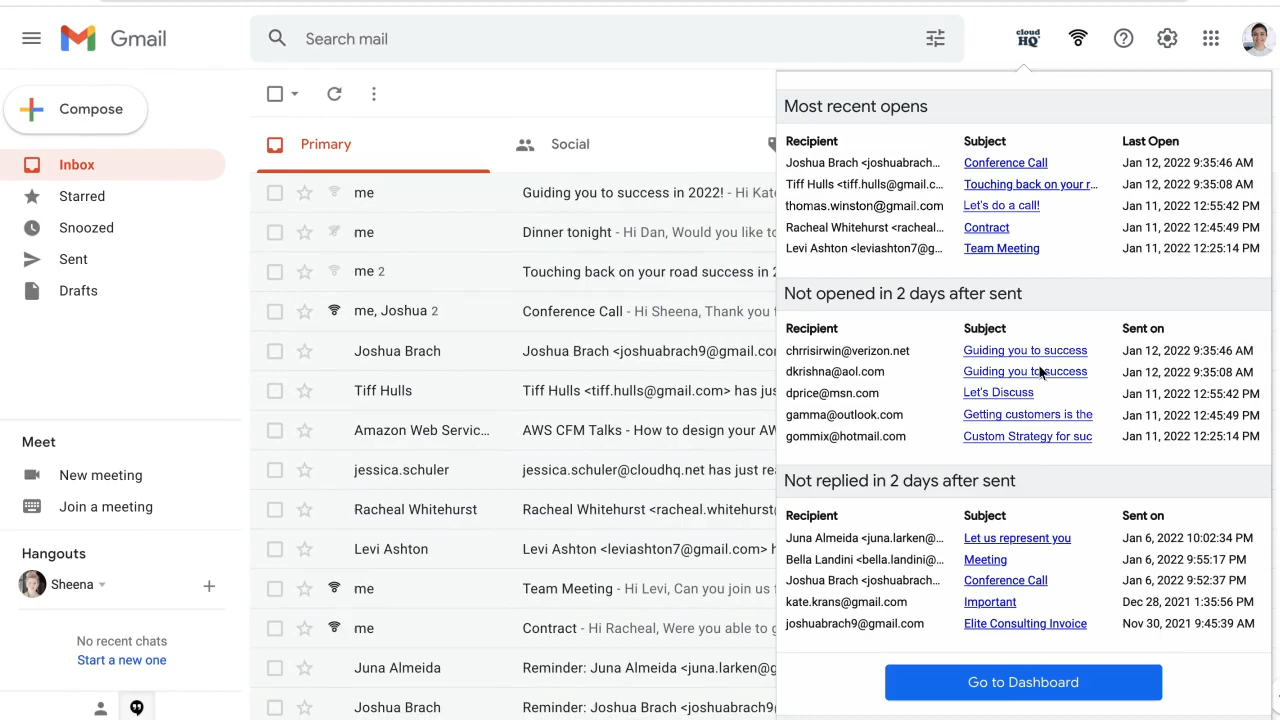 Gmail
Search mail
cloud
HQ
Compose
Inbox
Starred
Snoozed
Sent
Drafts
Meet
New meeting
Join a meeting
Hangouts
Sheena
No recent chats
Start a new one
Primary
Social
me Guiding you to success in 2022! - Hi Kat
me Dinner tonight - Hi Dan, Would you like to
me 2 Touching back on your road success in 2
me, Joshua 2 Conference Call - Hi Sheena, Thank you
Joshua Brach Joshua Brach <joshuabrach9@gmail.co
Tiff Hulls Tiff Hulls <tiff.hulls@gmail.com> has jus
Amazon Web Servic... AWS CFM Talks - How to design your AW
jessica.schuler jessica.schuler@cloudhq.net has just re
Racheal Whitehurst Racheal Whitehurst <racheal.whitehurst
Levi Ashton Levi Ashton <leviashton7@gmail.com> h
me Team Meeting - Hi Levi, Can you join us
me Contract - Hi Racheal, Were you able to
Juna Almeida Reminder: Juna Almeida <juna.larken@g
Joshua Brach Reminder: Joshua Brach <joshuabrach9
Most recent opens
Recipient Subject Last Open
Joshua Brach <joshuabrach... Conference Call Jan 12, 2022 9:35:46 AM
Tiff Hulls <tiff.hulls@gmail.c... Touching back on your r... Jan 12, 2022 9:35:08 AM
thomas.winston@gmail.com Let's do a call! Jan 11, 2022 12:55:42 PM
Racheal Whitehurst <racheal... Contract Jan 11, 2022 12:45:49 PM
Levi Ashton <leviashton7@g... Team Meeting Jan 11, 2022 12:25:14 PM
Not opened in 2 days after sent
Recipient Subject Sent on
chrrisirwin@verizon.net Guiding you to success Jan 12, 2022 9:35:46 AM
dkrishna@aol.com Guiding you to success Jan 12, 2022 9:35:08 AM
dprice@msn.com Let's Discuss Jan 11, 2022 12:55:42 PM
gamma@outlook.com Getting customers is the Jan 11, 2022 12:45:49 PM
gommix@hotmail.com Custom Strategy for suc Jan 11, 2022 12:25:14 PM
Not replied in 2 days after sent
Recipient Subject Sent on
Juna Almeida <juna.larken@... Let us represent you Jan 6, 2022 10:02:34 PM
Bella Landini <bella.landini@... Meeting Jan 6, 2022 9:55:17 PM
Joshua Brach <joshuabrach... Conference Call Jan 6, 2022 9:52:37 PM
kate.krans@gmail.com Important Dec 28, 2021 1:35:56 PM
joshuabrach9@gmail.com Elite Consulting Invoice Nov 30, 2021 9:45:39 AM
Go to Dashboard